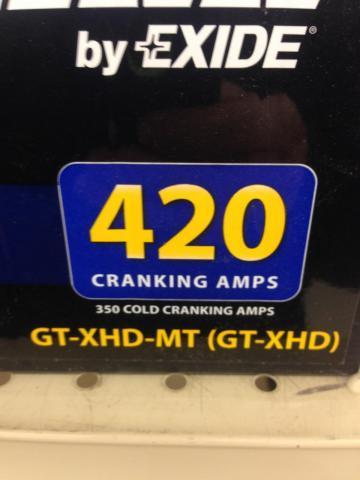 by EXIDE®
420
CRANKING AMPS
350 COLD CRANKING AMPS
GT-XHD-MT (GT-XHD)